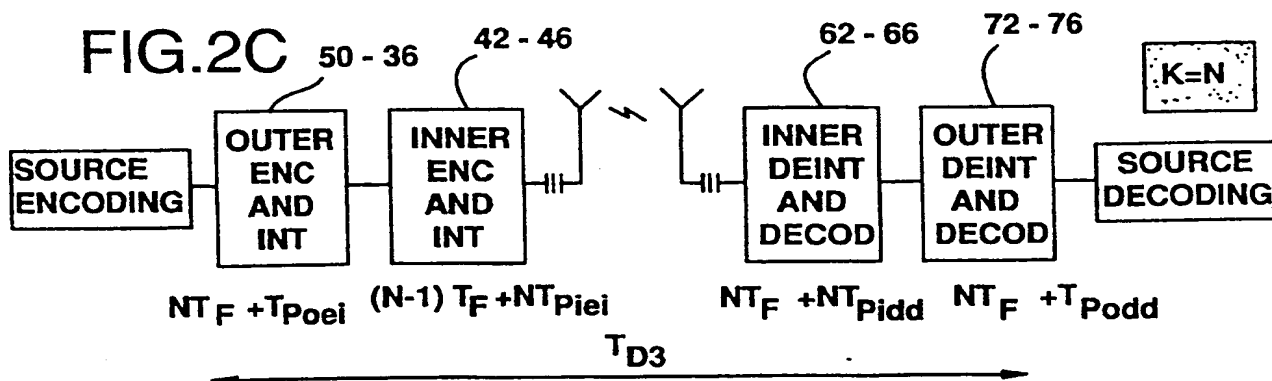 FIG.2C
50 - 36
42 - 46
62 - 66
72 - 76
K=N
SOURCE
ENCODING
OUTER
ENC
AND
INT
INNER
ENC
AND
INT
INNER
DEINT
AND
DECOD
OUTER
DEINT
AND
DECOD
SOURCE
DECODING
NTF +TPoei
(N-1) TF +NTPiei
NTF +NTPidd
NTF +TPodd
TD3